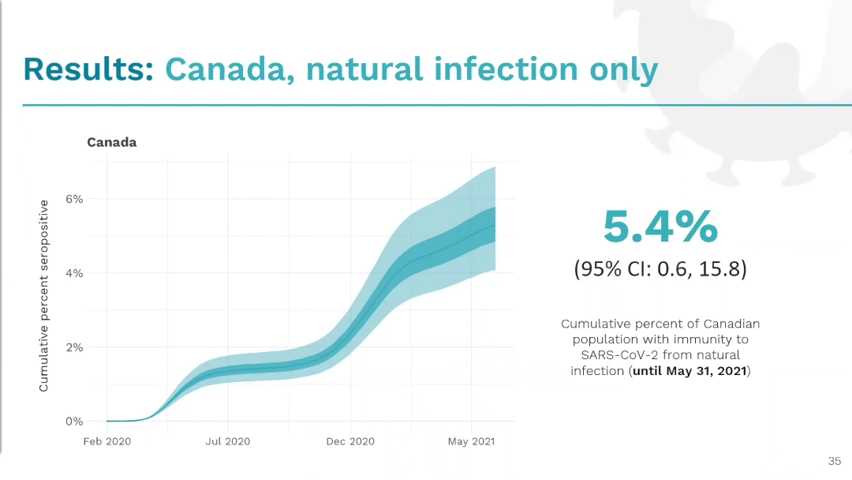 Results: Canada, natural infection only
Canada
Cumulative percent seropositive
6%
4%
2%
0%
Feb 2020
Jul 2020
Dec 2020
May 2021
5.4%
(95% CI: 0.6, 15.8)
Cumulative percent of Canadian
population with immunity to
SARS-CoV-2 from natural
infection (until May 31, 2021)
35